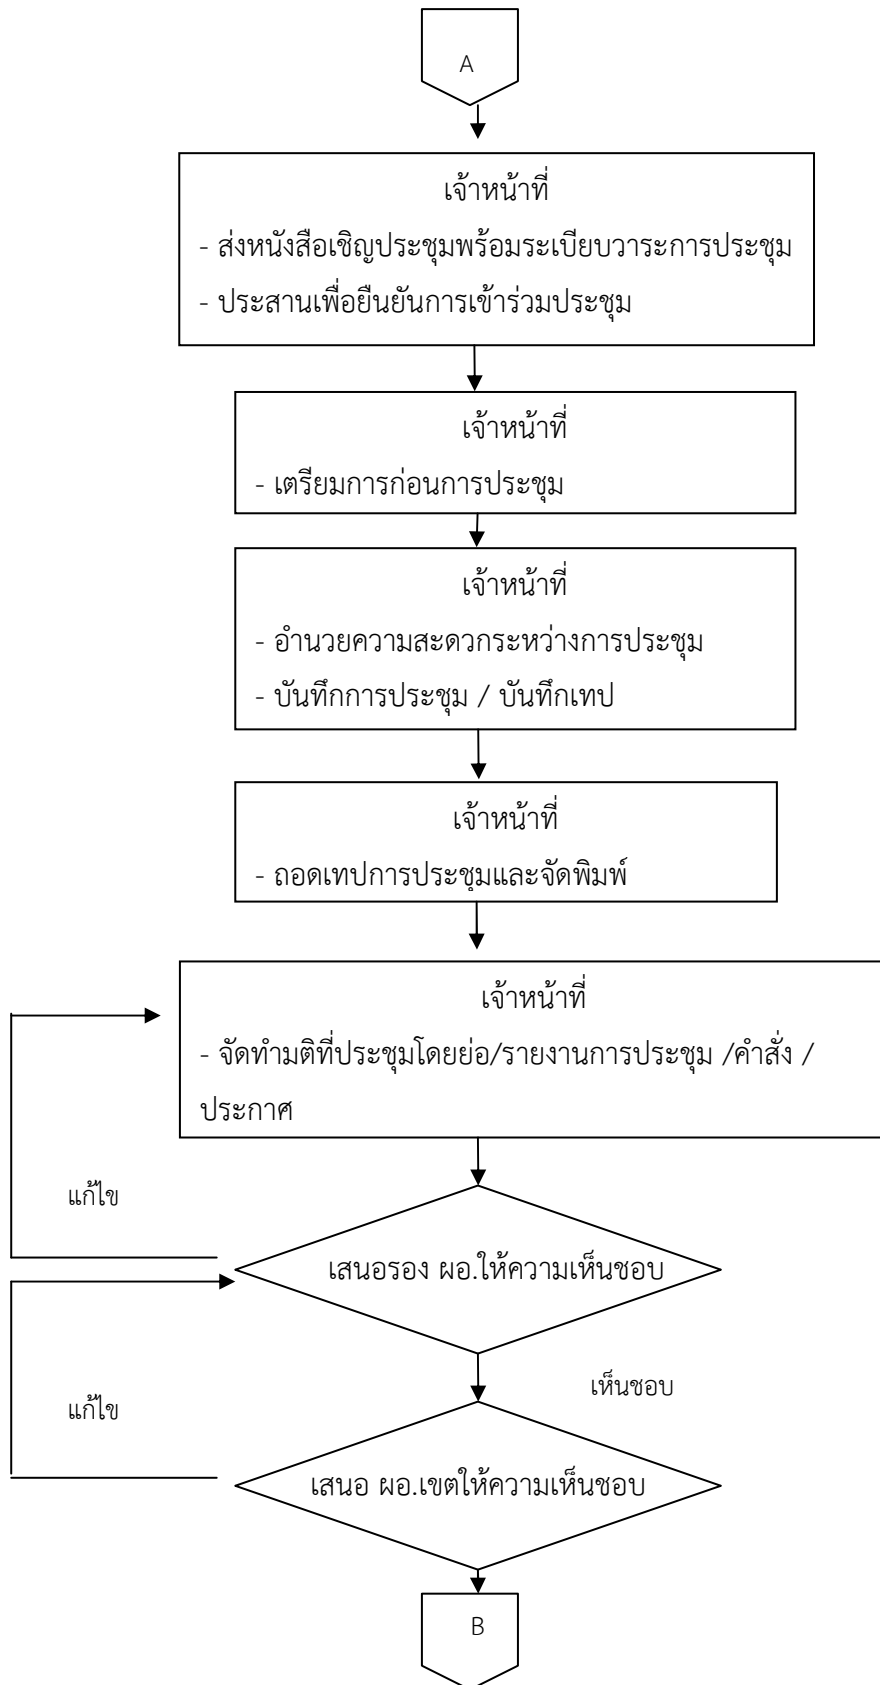 A
เจ้าหน้าที่
- ส่งหนังสือเชิญประชุมพร้อมระเบียบวาระการประชุม
- ประสานเพื่อยืนยันการเข้าร่วมประชุม
เจ้าหน้าที่
- เตรียมการก่อนการประชุม
เจ้าหน้าที่
- อำนวยความสะดวกระหว่างการประชุม
- บันทึกการประชุม / บันทึกเทป
เจ้าหน้าที่
- ถอดเทปการประชุมและจัดพิมพ์
เจ้าหน้าที่
- จัดทำมติที่ประชุมโดยย่อ/รายงานการประชุม /คำสั่ง /
ประกาศ
แก้ไข
เสนอรอง ผอ.ให้ความเห็นชอบ
เห็นชอบ
แก้ไข
เสนอ ผอ.เขตให้ความเห็นชอบ
B